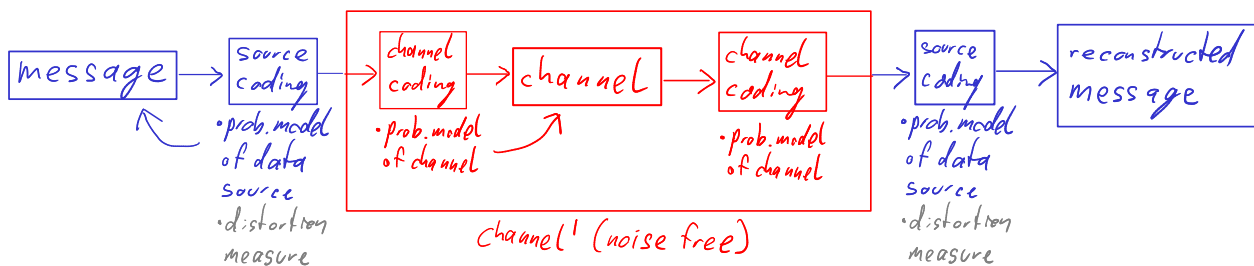 message
source
coding
• prob. model
of data
source
• distortion
measure
channel
coding
• prob. model
of channel
channel
channel
coding
• prob. model
of channel
channel' (noise free)
source
coding
• prob. model
of data
source
• distortion
measure
reconstructed
message